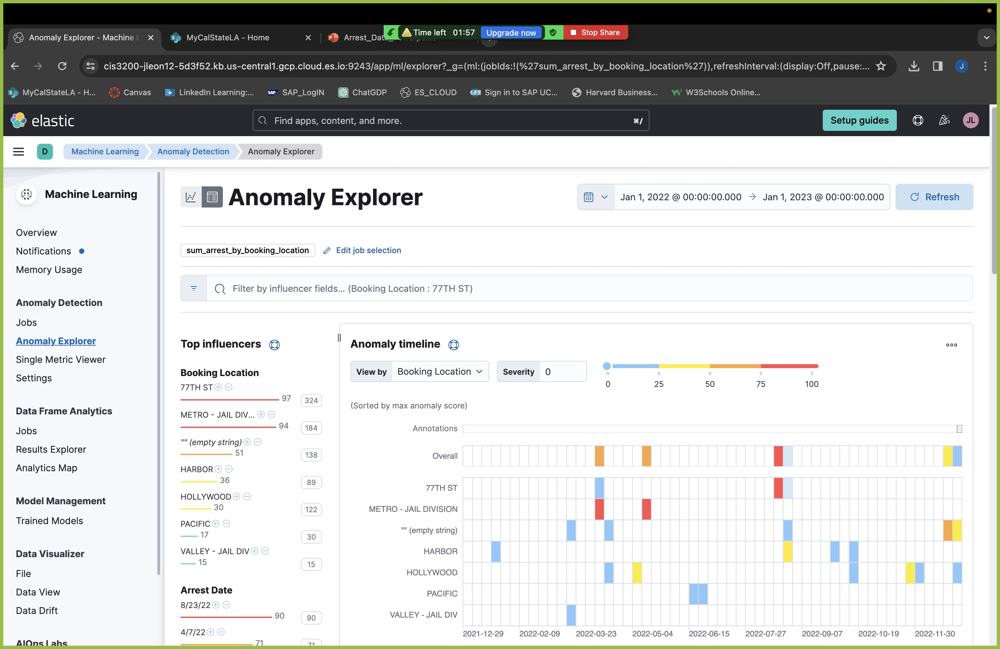 Anomaly Explorer - Machine L
MyCalStateLA - Home
Arrest_Data_
Time left 01:57 Upgrade now Stop Share
cis3200-jleon12-5d3f52.kb.us-central1.gcp.cloud.es.io:9243/app/ml/explorer?_g=(ml:(jobIds:!(%27sum_arrest_by_booking_location%27)),refreshInterval:(display:Off,pause:...
J
MyCalStateLA - H... Canvas LinkedIn Learning:... SAP SAP_LogIN ChatGDP ES_CLOUD Sign in to SAP UC... Harvard Business... W3Schools Online...
elastic
Find apps, content, and more. ⌘/
Setup guides
JL
D Machine Learning Anomaly Detection Anomaly Explorer
Machine Learning
Overview
Notifications
Memory Usage
Anomaly Detection
Jobs
Anomaly Explorer
Single Metric Viewer
Settings
Data Frame Analytics
Jobs
Results Explorer
Analytics Map
Model Management
Trained Models
Data Visualizer
File
Data View
Data Drift
AIOps Labs
Anomaly Explorer
Jan 1, 2022 @ 00:00:00.000 → Jan 1, 2023 @ 00:00:00.000
Refresh
sum_arrest_by_booking_location Edit job selection
Filter by influencer fields... (Booking Location : 77TH ST)
Top influencers
Booking Location
77TH ST
97 324
METRO - JAIL DIV...
94 184
"" (empty string)
51 138
HARBOR
36 89
HOLLYWOOD
30 122
PACIFIC
17 30
VALLEY - JAIL DIV
15 15
Arrest Date
8/23/22
90 90
4/7/22
71 71
Anomaly timeline
View by Booking Location Severity 0
0 25 50 75 100
(Sorted by max anomaly score)
Annotations
Overall
77TH ST
METRO - JAIL DIVISION
"" (empty string)
HARBOR
HOLLYWOOD
PACIFIC
VALLEY - JAIL DIV
2021-12-29 2022-02-09 2022-03-23 2022-05-04 2022-06-15 2022-07-27 2022-09-07 2022-10-19 2022-11-30